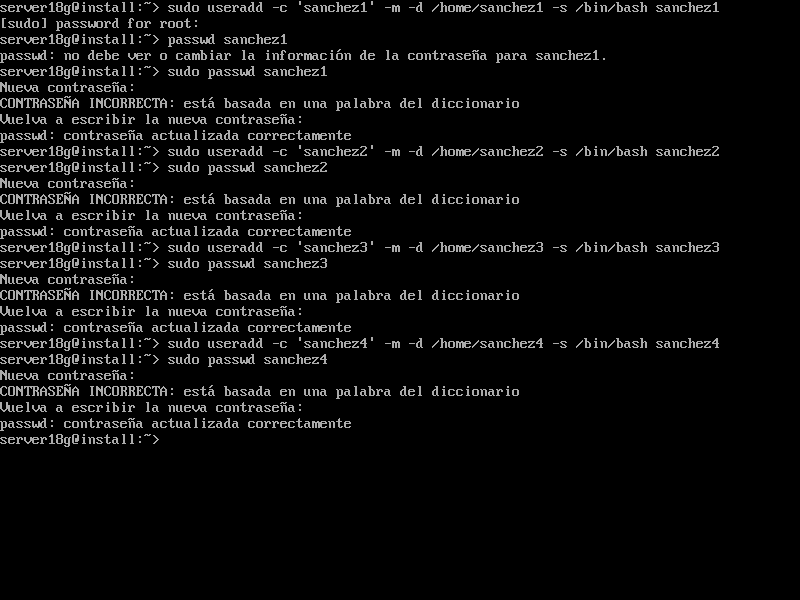 server18g@install:~> sudo useradd -c 'sanchez1' -m -d /home/sanchez1 -s /bin/bash sanchez1
[sudo] password for root:
server18g@install:~> passwd sanchez1
passwd: no debe ver o cambiar la información de la contraseña para sanchez1.
server18g@install:~> sudo passwd sanchez1
Nueva contraseña:
CONTRASEÑA INCORRECTA: está basada en una palabra del diccionario
Vuelva a escribir la nueva contraseña:
passwd: contraseña actualizada correctamente
server18g@install:~> sudo useradd -c 'sanchez2' -m -d /home/sanchez2 -s /bin/bash sanchez2
server18g@install:~> sudo passwd sanchez2
Nueva contraseña:
CONTRASEÑA INCORRECTA: está basada en una palabra del diccionario
Vuelva a escribir la nueva contraseña:
passwd: contraseña actualizada correctamente
server18g@install:~> sudo useradd -c 'sanchez3' -m -d /home/sanchez3 -s /bin/bash sanchez3
server18g@install:~> sudo passwd sanchez3
Nueva contraseña:
CONTRASEÑA INCORRECTA: está basada en una palabra del diccionario
Vuelva a escribir la nueva contraseña:
passwd: contraseña actualizada correctamente
server18g@install:~> sudo useradd -c 'sanchez4' -m -d /home/sanchez4 -s /bin/bash sanchez4
server18g@install:~> sudo passwd sanchez4
Nueva contraseña:
CONTRASEÑA INCORRECTA: está basada en una palabra del diccionario
Vuelva a escribir la nueva contraseña:
passwd: contraseña actualizada correctamente
server18g@install:~>